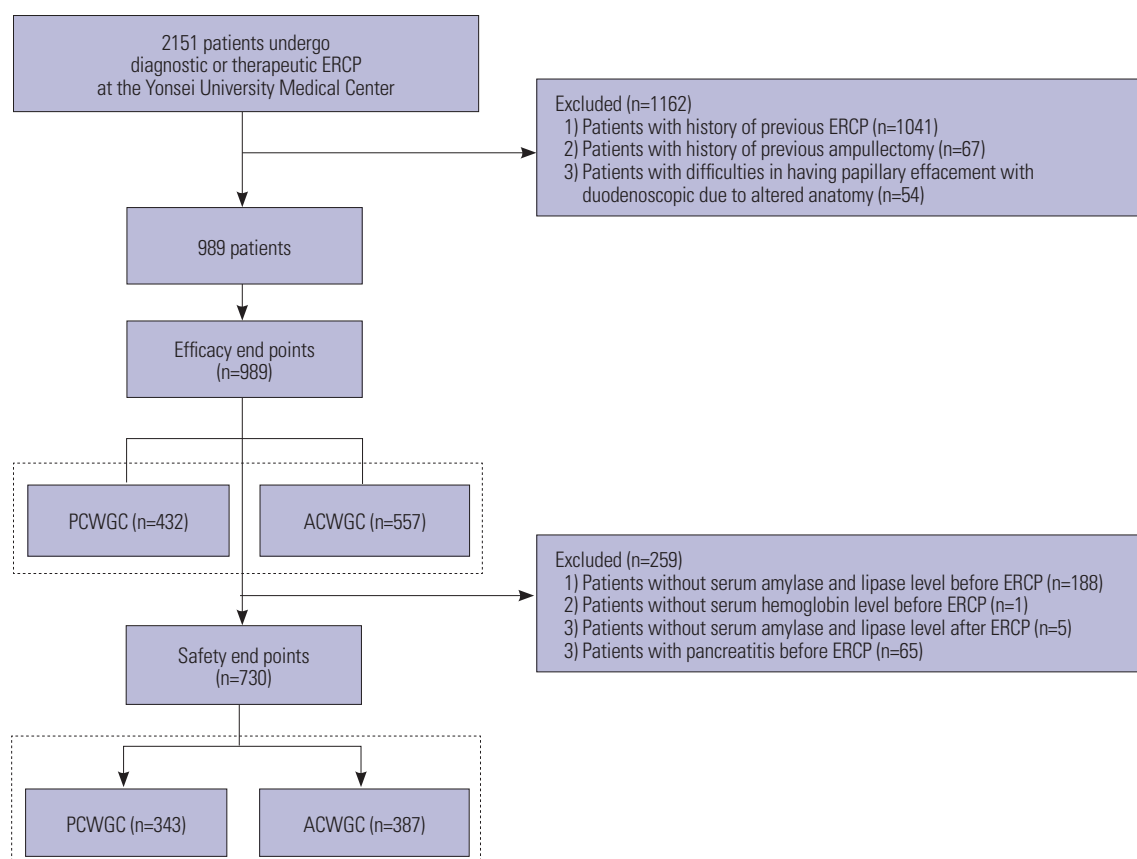 2151 patients undergo
diagnostic or therapeutic ERCP
at the Yonsei University Medical Center
Excluded (n=1162)
1) Patients with history of previous ERCP (n=1041)
2) Patients with history of previous ampullectomy (n=67)
3) Patients with difficulties in having papillary effacement with
duodenoscopic due to altered anatomy (n=54)
989 patients
Efficacy end points
(n=989)
PCWGC (n=432)
ACWGC (n=557)
Excluded (n=259)
1) Patients without serum amylase and lipase level before ERCP (n=188)
2) Patients without serum hemoglobin level before ERCP (n=1)
3) Patients without serum amylase and lipase level after ERCP (n=5)
3) Patients with pancreatitis before ERCP (n=65)
Safety end points
(n=730)
PCWGC (n=343)
ACWGC (n=387)